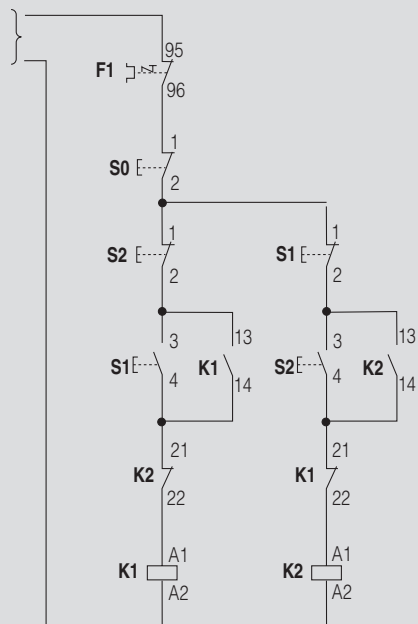 95
F1
96
1
S0
2
1 1
S2 S1
2 2
3 13 3 13
S1 K1 S2 K2
4 14 4 14
21 21
K2 K1
22 22
A1 A1
K1 K2
A2 A2